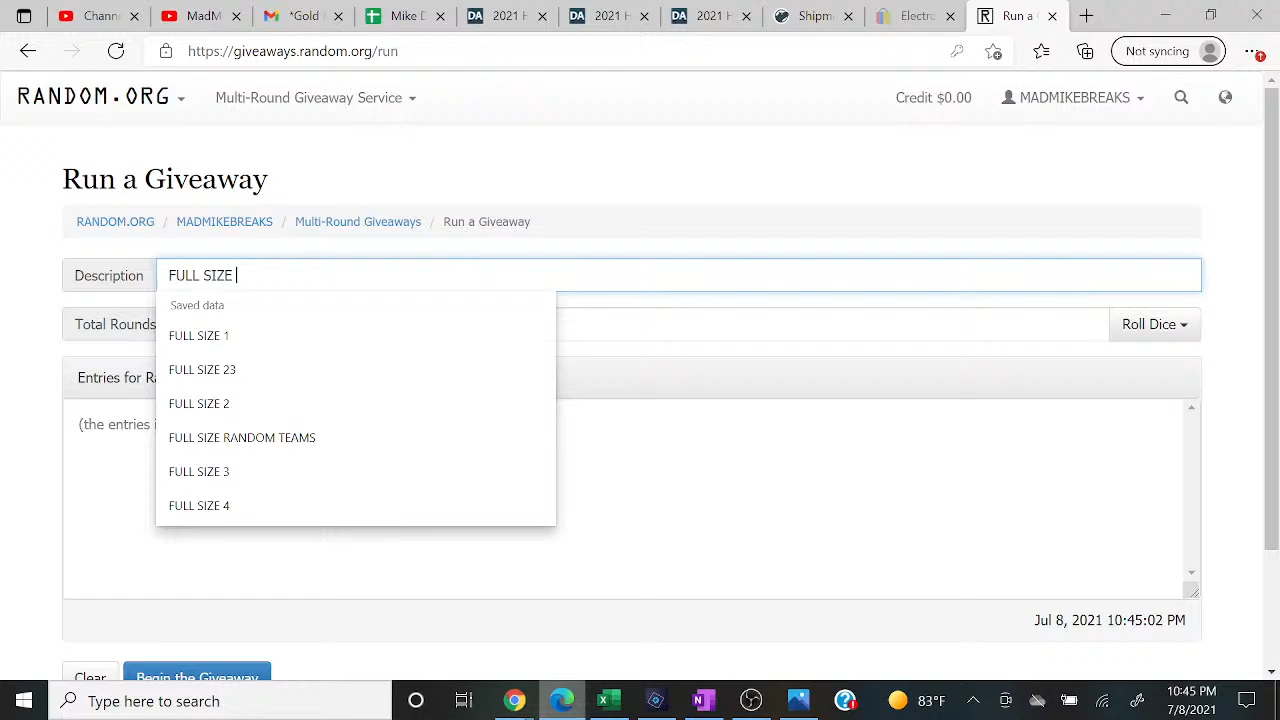 Chann
MadM
*Gold
Mike D
2021 H
2021 H
2021 H
Shipm
Electro
Run a
https://giveaways.random.org/run
Not syncing
RANDOM.ORG
Multi-Round Giveaway Service
Credit $0.00
MADMIKEBREAKS
Run a Giveaway
RANDOM.ORG / MADMIKEBREAKS / Multi-Round Giveaways / Run a Giveaway
Description
FULL SIZE
Saved data
Total Rounds
Roll Dice
FULL SIZE 1
FULL SIZE 23
Entries for Ra
FULL SIZE 2
(the entries i
FULL SIZE RANDOM TEAMS
FULL SIZE 3
FULL SIZE 4
Jul 8, 2021 10:45:02 PM
Clear
Begin the Giveaway
Type here to search
83°F
10:45 PM
7/8/2021